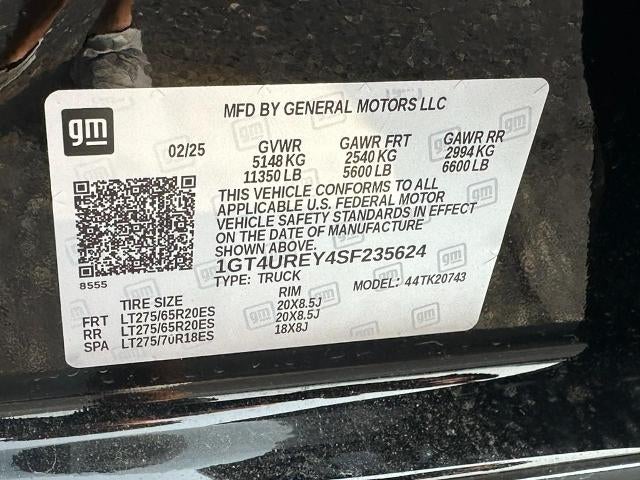 gm
MFD BY GENERAL MOTORS LLC
02/25
GVWR GAWR FRT GAWR RR
5148 KG 2540 KG 2994 KG
11350 LB 5600 LB 6600 LB
THIS VEHICLE CONFORMS TO ALL
APPLICABLE U.S. FEDERAL MOTOR
VEHICLE SAFETY STANDARDS IN EFFECT
ON THE DATE OF MANUFACTURE
SHOWN ABOVE.
1GT4UREY4SF235624
8555
TYPE: TRUCK MODEL: 44TK20743
TIRE SIZE RIM
FRT LT275/65R20ES 20X8.5J
RR LT275/65R20ES 20X8.5J
SPA LT275/70R18ES 18X8J